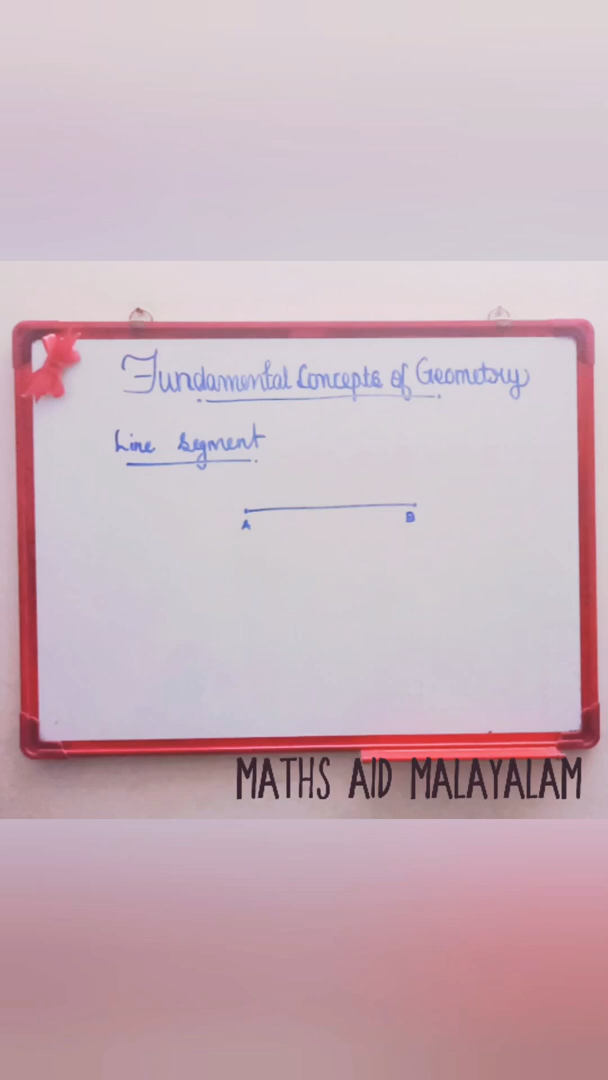 Fundamental Concepts of Geometry
Line Segment
A B
MATHS AID MALAYALAM